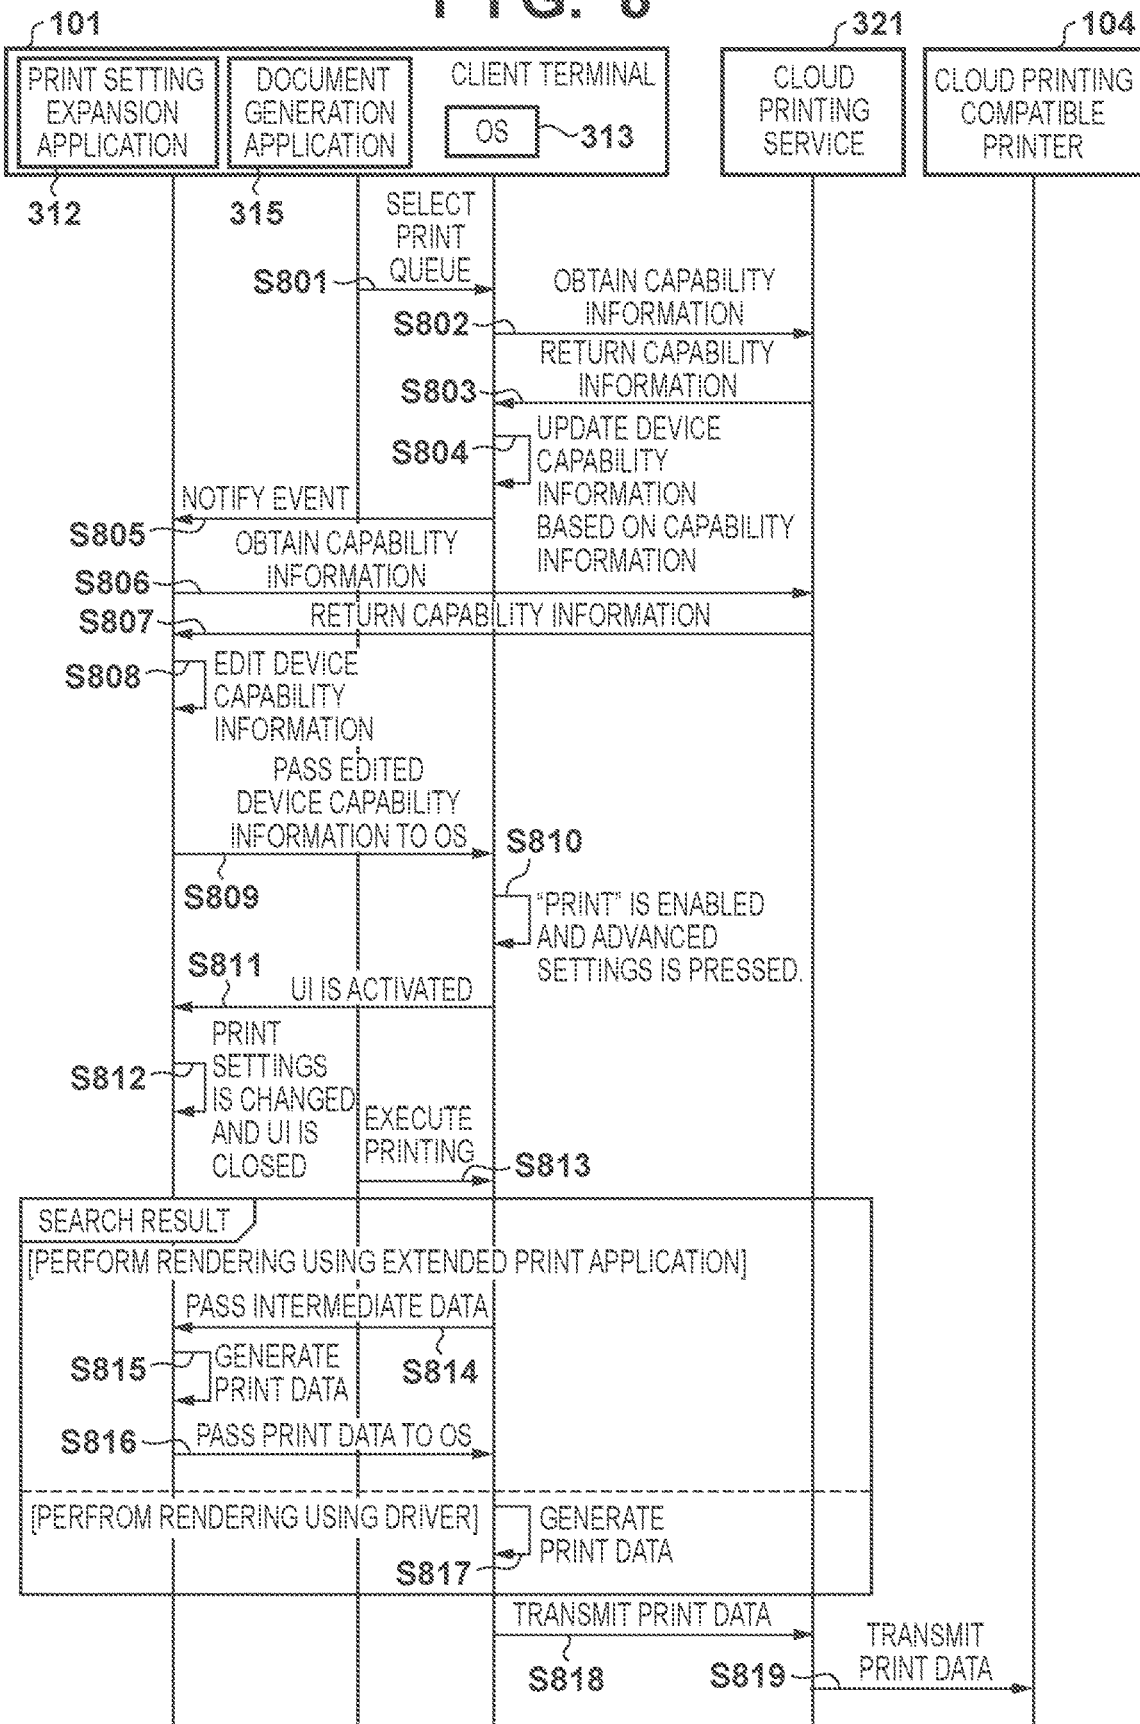 FIG. 8
101
321
104
PRINT SETTING
EXPANSION
APPLICATION
DOCUMENT
GENERATION
APPLICATION
CLIENT TERMINAL
OS
313
CLOUD
PRINTING
SERVICE
CLOUD PRINTING
COMPATIBLE
PRINTER
312
315
SELECT
PRINT
QUEUE
S801
OBTAIN CAPABILITY
INFORMATION
S802
RETURN CAPABILITY
INFORMATION
S803
S804
UPDATE DEVICE
CAPABILITY
INFORMATION
BASED ON CAPABILITY
INFORMATION
NOTIFY EVENT
S805
OBTAIN CAPABILITY
INFORMATION
S806
RETURN CAPABILITY INFORMATION
S807
S808
EDIT DEVICE
CAPABILITY
INFORMATION
PASS EDITED
DEVICE CAPABILITY
INFORMATION TO OS
S809
S810
"PRINT" IS ENABLED
AND ADVANCED
SETTINGS IS PRESSED.
S811
UI IS ACTIVATED
S812
PRINT
SETTINGS
IS CHANGED
AND UI IS
CLOSED
EXECUTE
PRINTING
S813
SEARCH RESULT
[PERFORM RENDERING USING EXTENDED PRINT APPLICATION]
PASS INTERMEDIATE DATA
S814
S815
GENERATE
PRINT DATA
S816
PASS PRINT DATA TO OS
[PERFROM RENDERING USING DRIVER]
GENERATE
PRINT DATA
S817
TRANSMIT PRINT DATA
S818
TRANSMIT
PRINT DATA
S819